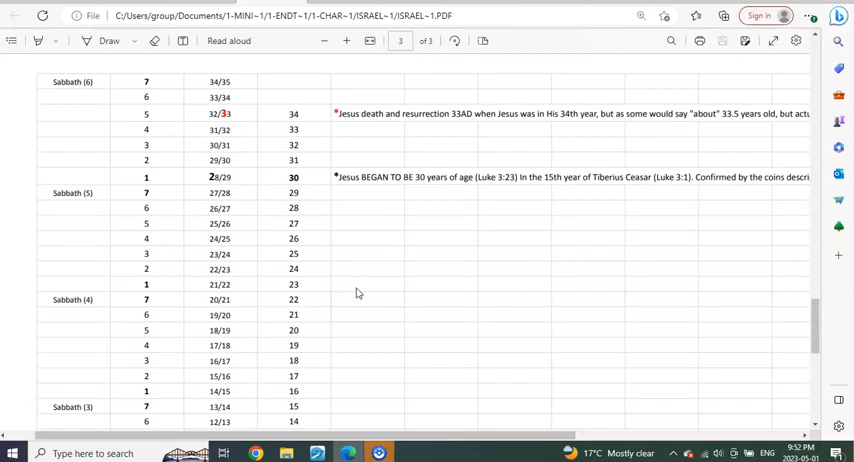 File
C:/Users/group/Documents/1-MINI~1/1-ENDT~1/1-CHAR~1/ISRAEL~1/ISRAEL~1.PDF
Sign in
Draw
Read aloud
3 of 3
Sabbath (6) 7 34/35
6 33/34
5 32/33 34 *Jesus death and resurrection 33AD when Jesus was in His 34th year, but as some would say "about" 33.5 years old, but actu
4 31/32 33
3 30/31 32
2 29/30 31
1 28/29 30 *Jesus BEGAN TO BE 30 years of age (Luke 3:23) In the 15th year of Tiberius Ceasar (Luke 3:1). Confirmed by the coins descri
Sabbath (5) 7 27/28 29
6 26/27 28
5 25/26 27
4 24/25 26
3 23/24 25
2 22/23 24
1 21/22 23
Sabbath (4) 7 20/21 22
6 19/20 21
5 18/19 20
4 17/18 19
3 16/17 18
2 15/16 17
1 14/15 16
Sabbath (3) 7 13/14 15
6 12/13 14
Type here to search
17°C Mostly clear
ENG
9:52 PM
2023-05-01